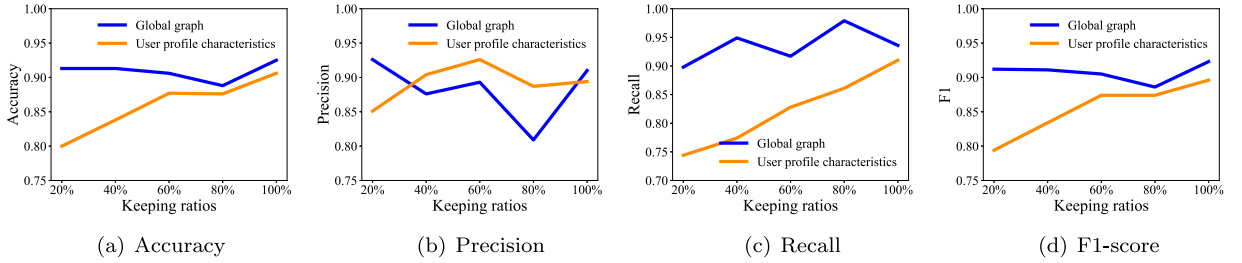 1.00
0.95
0.90
0.85
0.80
0.75
Accuracy
Global graph
User profile characteristics
20% 40% 60% 80% 100%
Keeping ratios
(a) Accuracy
1.00
0.95
0.90
0.85
0.80
0.75
Precision
Global graph
User profile characteristics
20% 40% 60% 80% 100%
Keeping ratios
(b) Precision
1.00
0.95
0.90
0.85
0.80
0.75
0.70
Recall
Global graph
User profile characteristics
20% 40% 60% 80% 100%
Keeping ratios
(c) Recall
1.00
0.95
0.90
0.85
0.80
0.75
F1
Global graph
User profile characteristics
20% 40% 60% 80% 100%
Keeping ratios
(d) F1-score